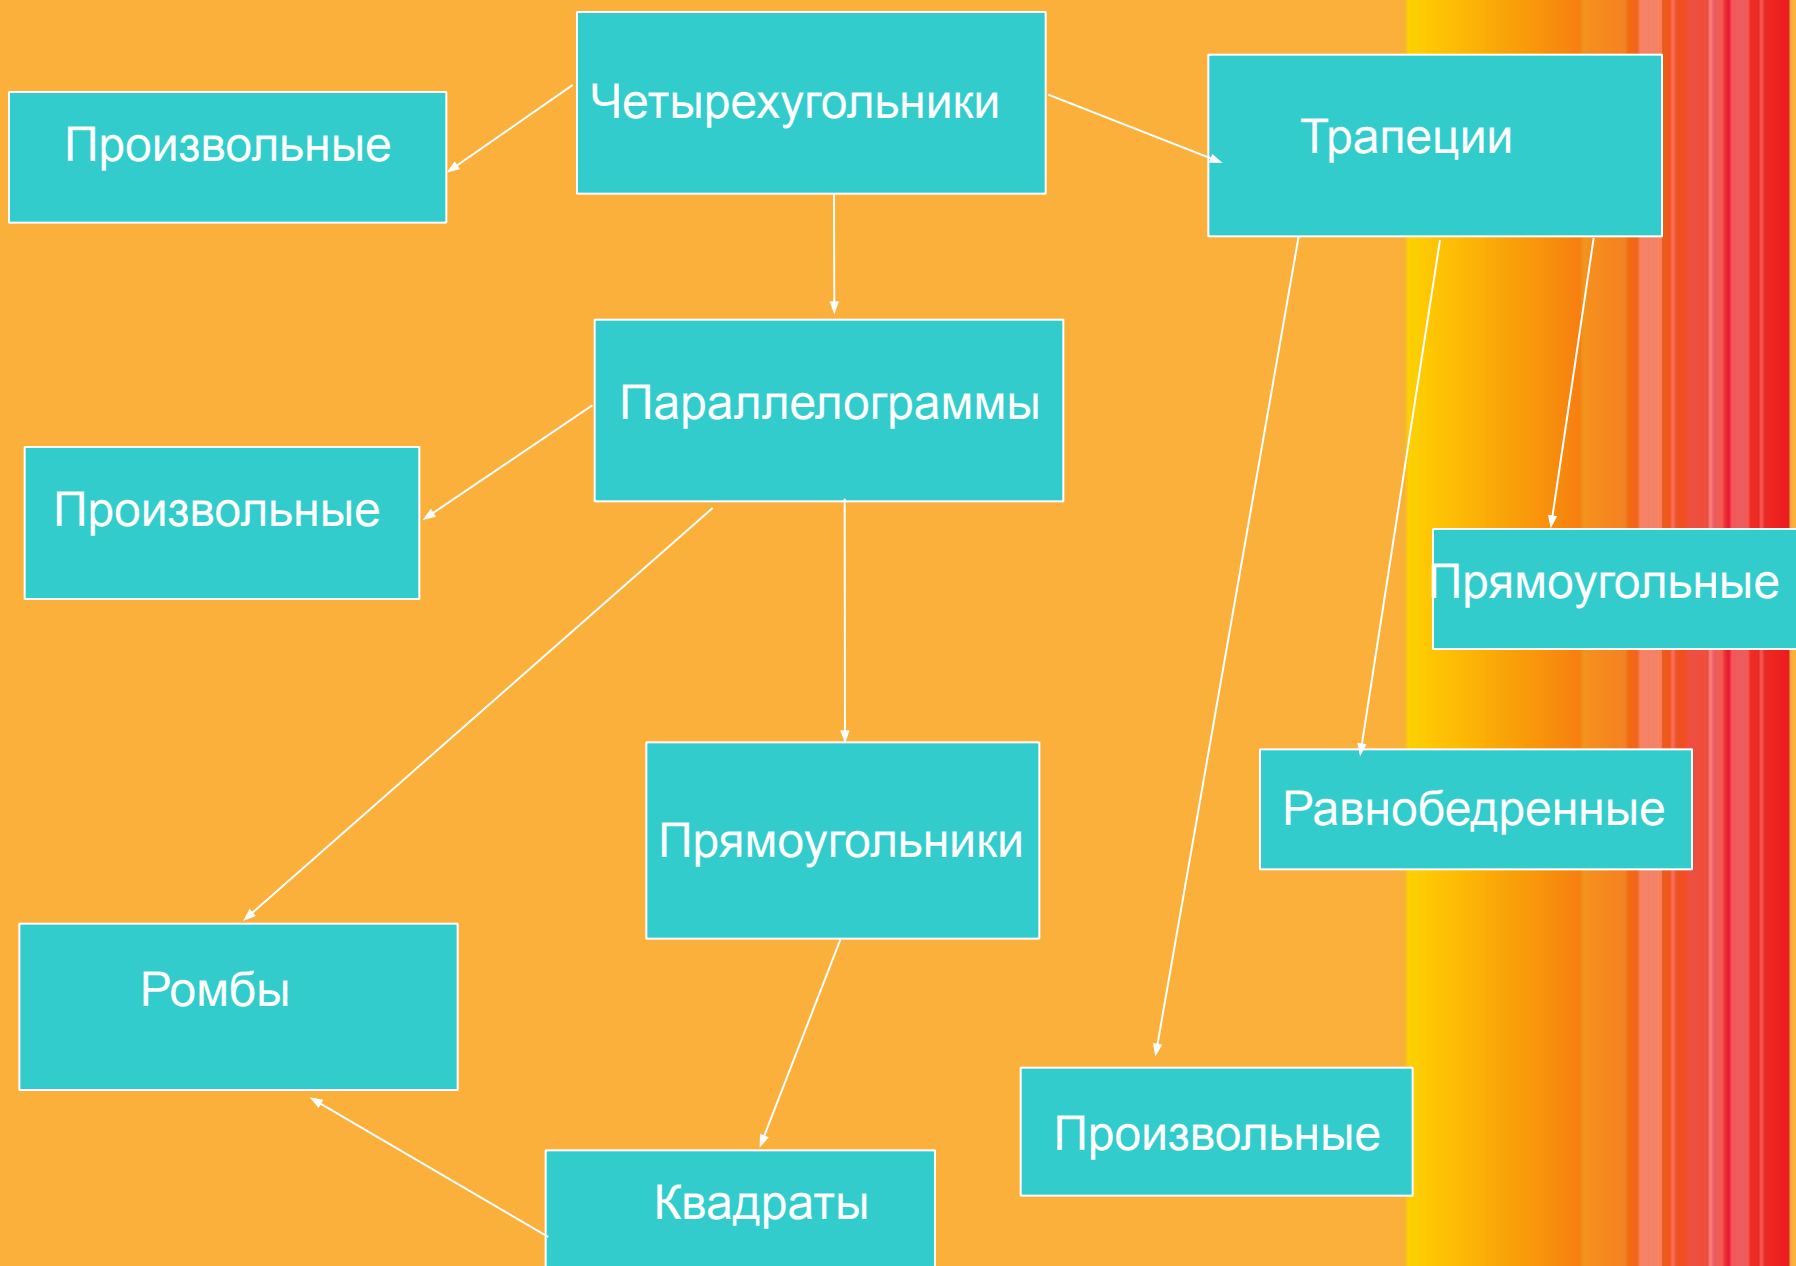 Четырехугольники
Произвольные
Трапеции
Параллелограммы
Произвольные
Прямоугольные
Равнобедренные
Прямоугольники
Ромбы
Произвольные
Квадраты